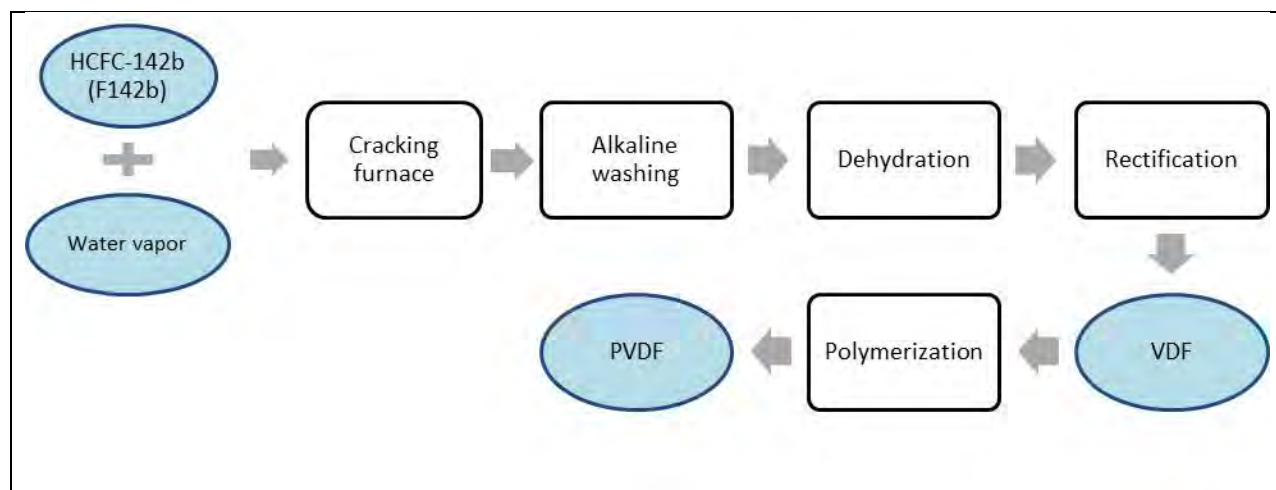 HCFC-142b
(F142b)
Water vapor
Cracking
furnace
Alkaline
washing
Dehydration
Rectification
VDF
Polymerization
PVDF